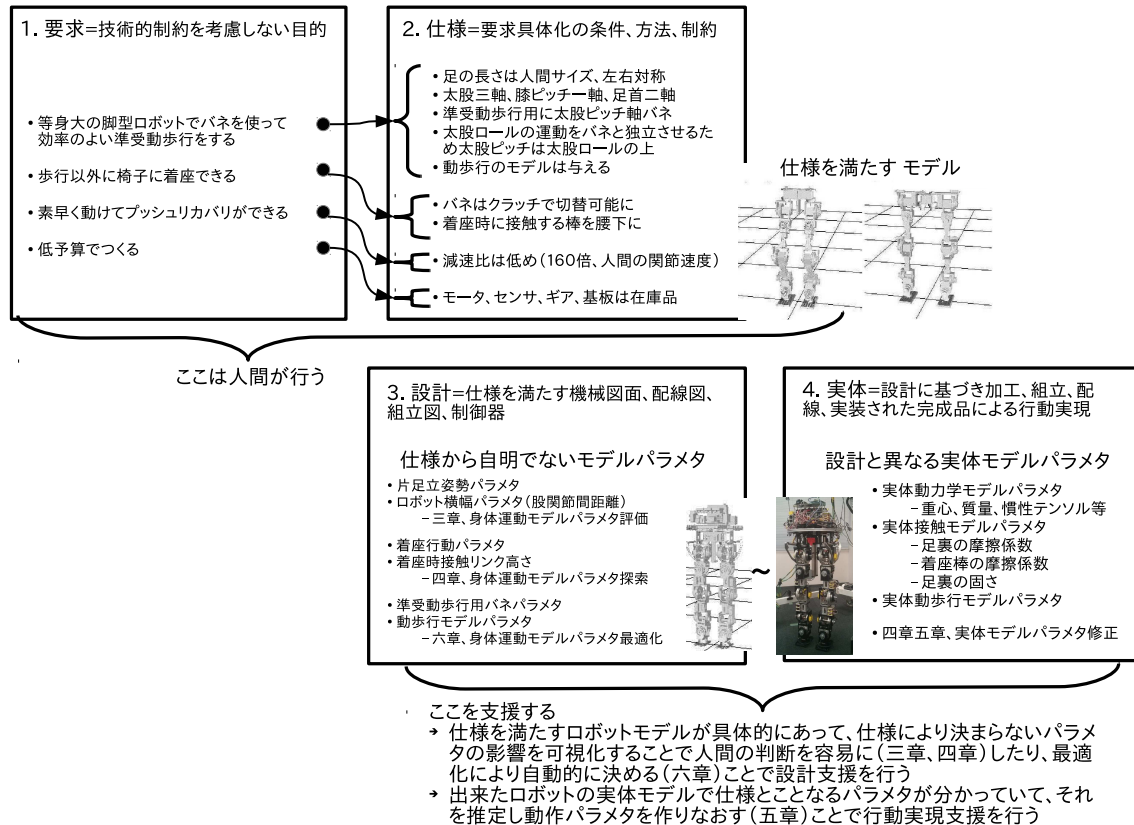 1. 要求=技術的制約を考慮しない目的
・等身大の脚型ロボットでバネを使って
効率のよい準受動歩行をする
・歩行以外に椅子に着座できる
・素早く動けてプッシュリカバリができる
・低予算でつくる
2. 仕様=要求具体化の条件、方法、制約
・足の長さは人間サイズ、左右対称
・太股三軸、膝ピッチ一軸、足首二軸
・準受動歩行用に太股ピッチ軸バネ
・太股ロールの運動をバネと独立させるた
め太股ピッチは太股ロールの上
・動歩行のモデルは与える
・バネはクラッチで切替可能に
・着座時に接触する棒を腰下に
・減速比は低め(160倍、人間の関節速度)
・モータ、センサ、ギア、基板は在庫品
仕様を満たす モデル
ここは人間が行う
3. 設計=仕様を満たす機械図面、配線図、
組立図、制御器
仕様から自明でないモデルパラメタ
・片足立姿勢パラメタ
・ロボット横幅パラメタ(股関節間距離)
–三章、身体運動モデルパラメタ評価
・着座行動パラメタ
・着座時接触リンク高さ
–四章、身体運動モデルパラメタ探索
・準受動歩行用バネパラメタ
・動歩行モデルパラメタ
–六章、身体運動モデルパラメタ最適化
~
4. 実体=設計に基づき加工、組立、配
線、実装された完成品による行動実現
設計と異なる実体モデルパラメタ
・実体動力学モデルパラメタ
–重心、質量、慣性テンソル等
・実体接触モデルパラメタ
–足裏の摩擦係数
–着座棒の摩擦係数
–足裏の固さ
・実体動歩行モデルパラメタ
・四章五章、実体モデルパラメタ修正
・ここを支援する
→ 仕様を満たすロボットモデルが具体的にあって、仕様により決まらないパラメ
タの影響を可視化することで人間の判断を容易に(三章、四章)したり、最適
化により自動的に決める(六章)ことで設計支援を行う
→ 出来たロボットの実体モデルで仕様とことなるパラメタが分かっていて、それ
を推定し動作パラメタを作りなおす(五章)ことで行動実現支援を行う